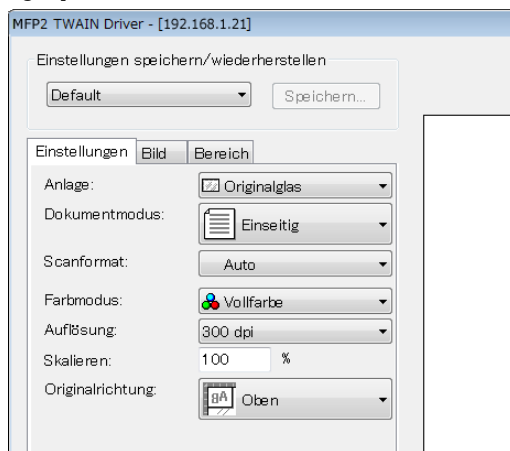 MFP2 TWAIN Driver - [192.168.1.21]
Einstellungen speichern/wiederherstellen
Default Speichern...
Einstellungen Bild Bereich
Anlage: Originalglas
Dokumentmodus: Einseitig
Scanformat: Auto
Farbmodus: Vollfarbe
Auflösung: 300 dpi
Skalieren: 100 %
Originalrichtung: Oben